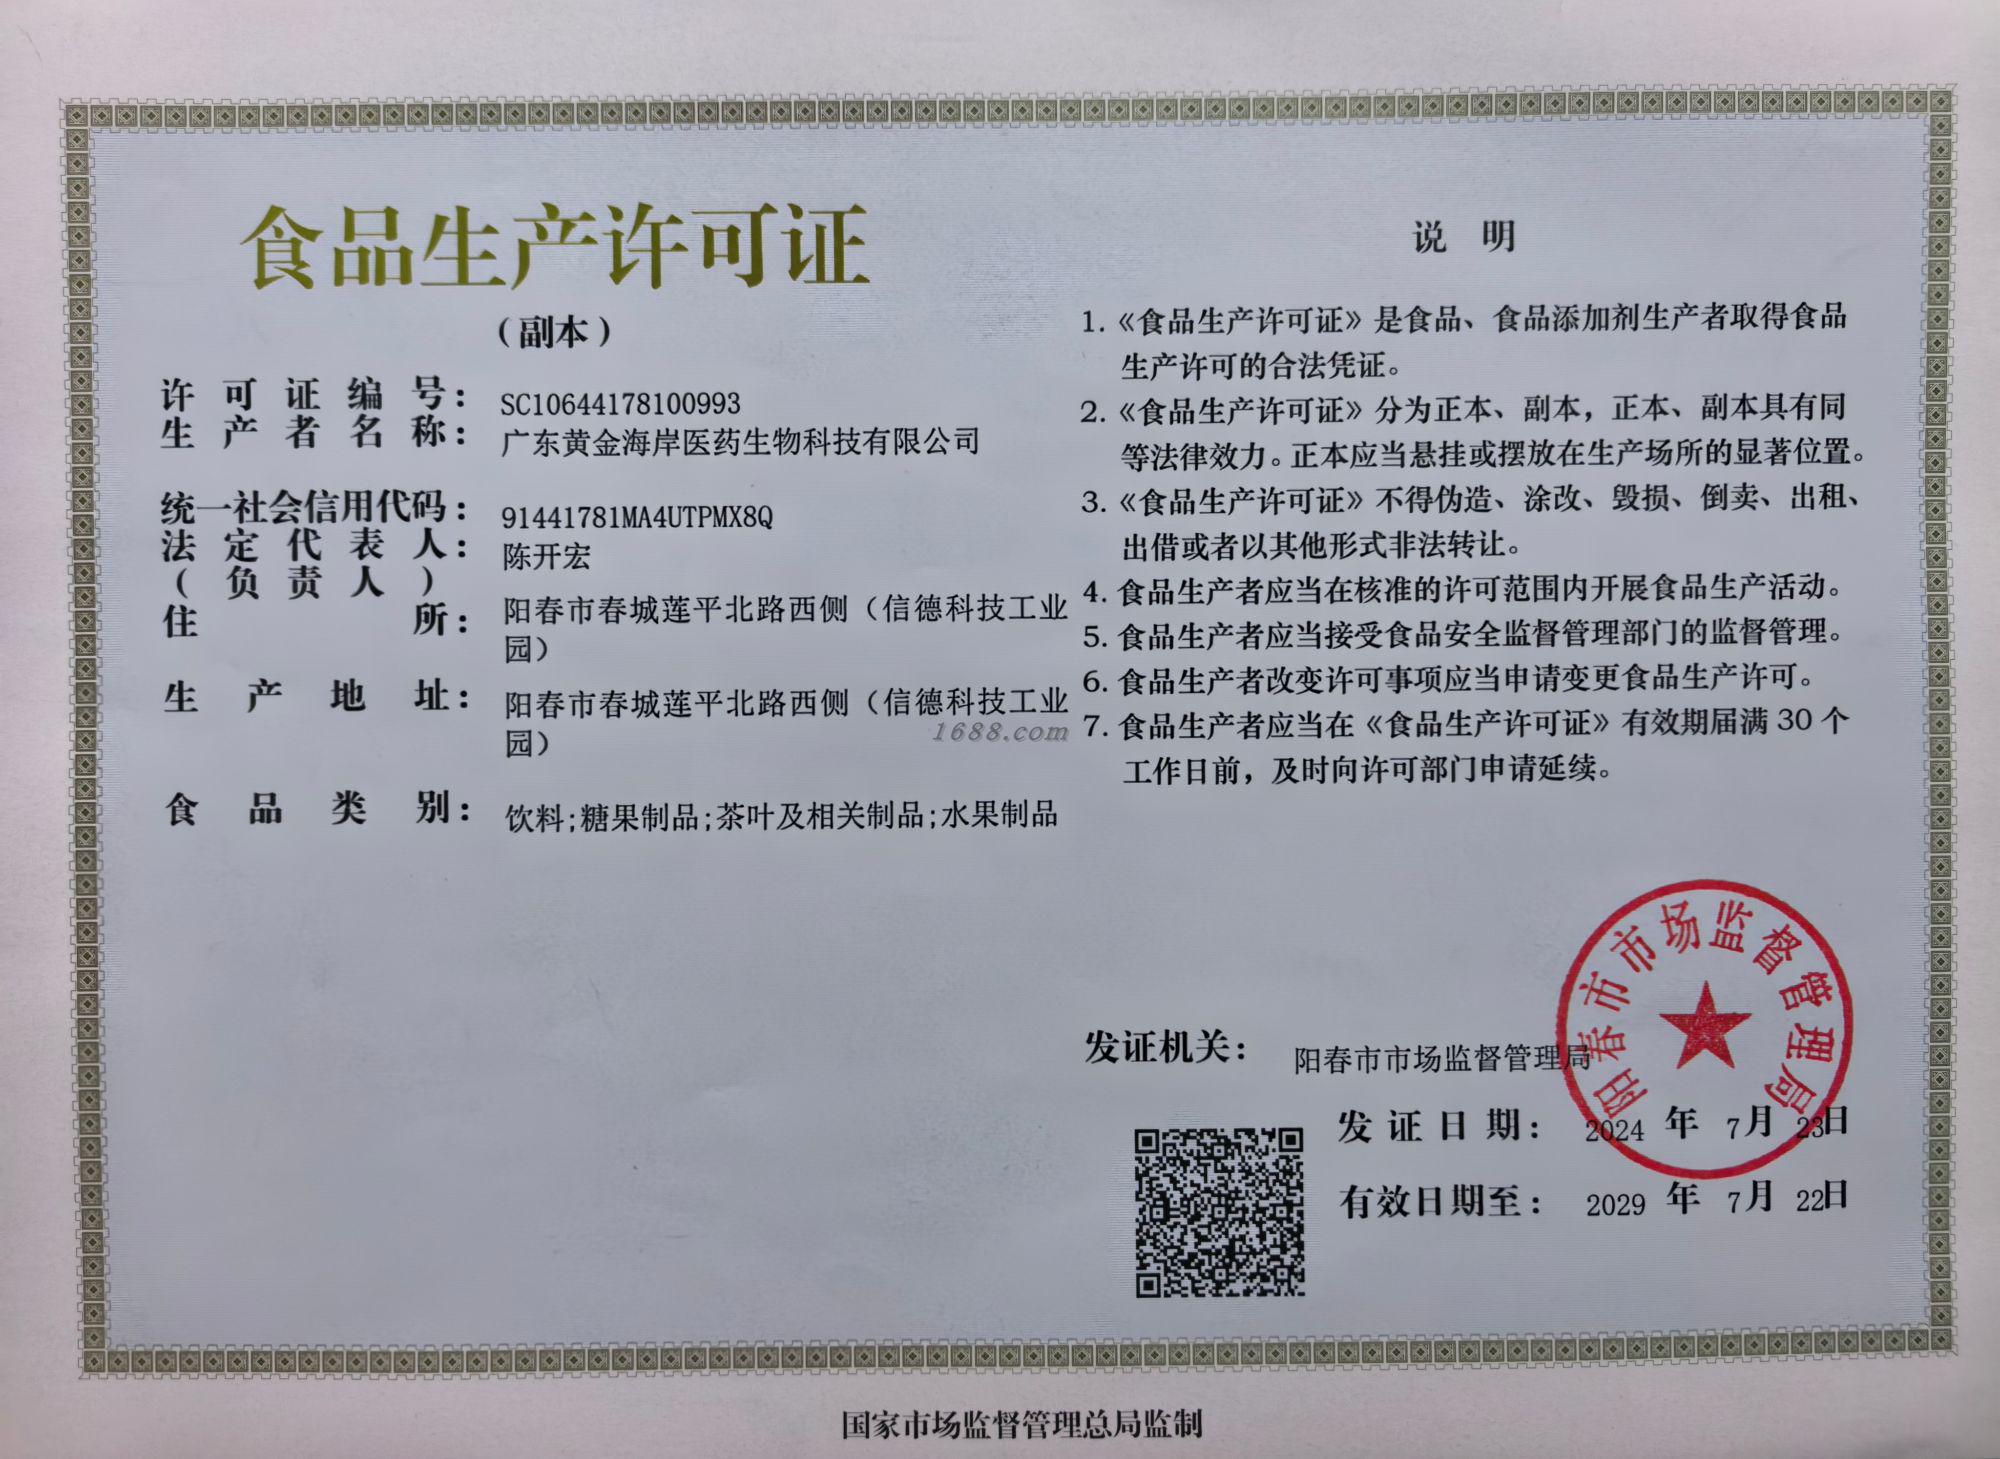 食品生产许可证
（副本）
许可证编号：SC10644178100993
生产者名称：广东黄金海岸医药生物科技有限公司
统一社会信用代码：91441781MA4UTPMX8Q
法定代表人：陈开宏
（负责人）
住所：阳春市春城莲平北路西侧（信德科技工业
园）
生产地址：阳春市春城莲平北路西侧（信德科技工业
园）
食品类别：饮料;糖果制品;茶叶及相关制品;水果制品
1688.com
说 明
1.《食品生产许可证》是食品、食品添加剂生产者取得食品
生产许可的合法凭证。
2.《食品生产许可证》分为正本、副本，正本、副本具有同
等法律效力。正本应当悬挂或摆放在生产场所的显著位置。
3.《食品生产许可证》不得伪造、涂改、毁损、倒卖、出租、
出借或者以其他形式非法转让。
4.食品生产者应当在核准的许可范围内开展食品生产活动。
5.食品生产者应当接受食品安全监督管理部门的监督管理。
6.食品生产者改变许可事项应当申请变更食品生产许可。
7.食品生产者应当在《食品生产许可证》有效期届满 30 个
工作日前，及时向许可部门申请延续。
发证机关：阳春市市场监督管理局
阳春市市场监督管理局
发证日期：2024 年 7月 23日
有效日期至：2029 年 7月 22日
国家市场监督管理总局监制